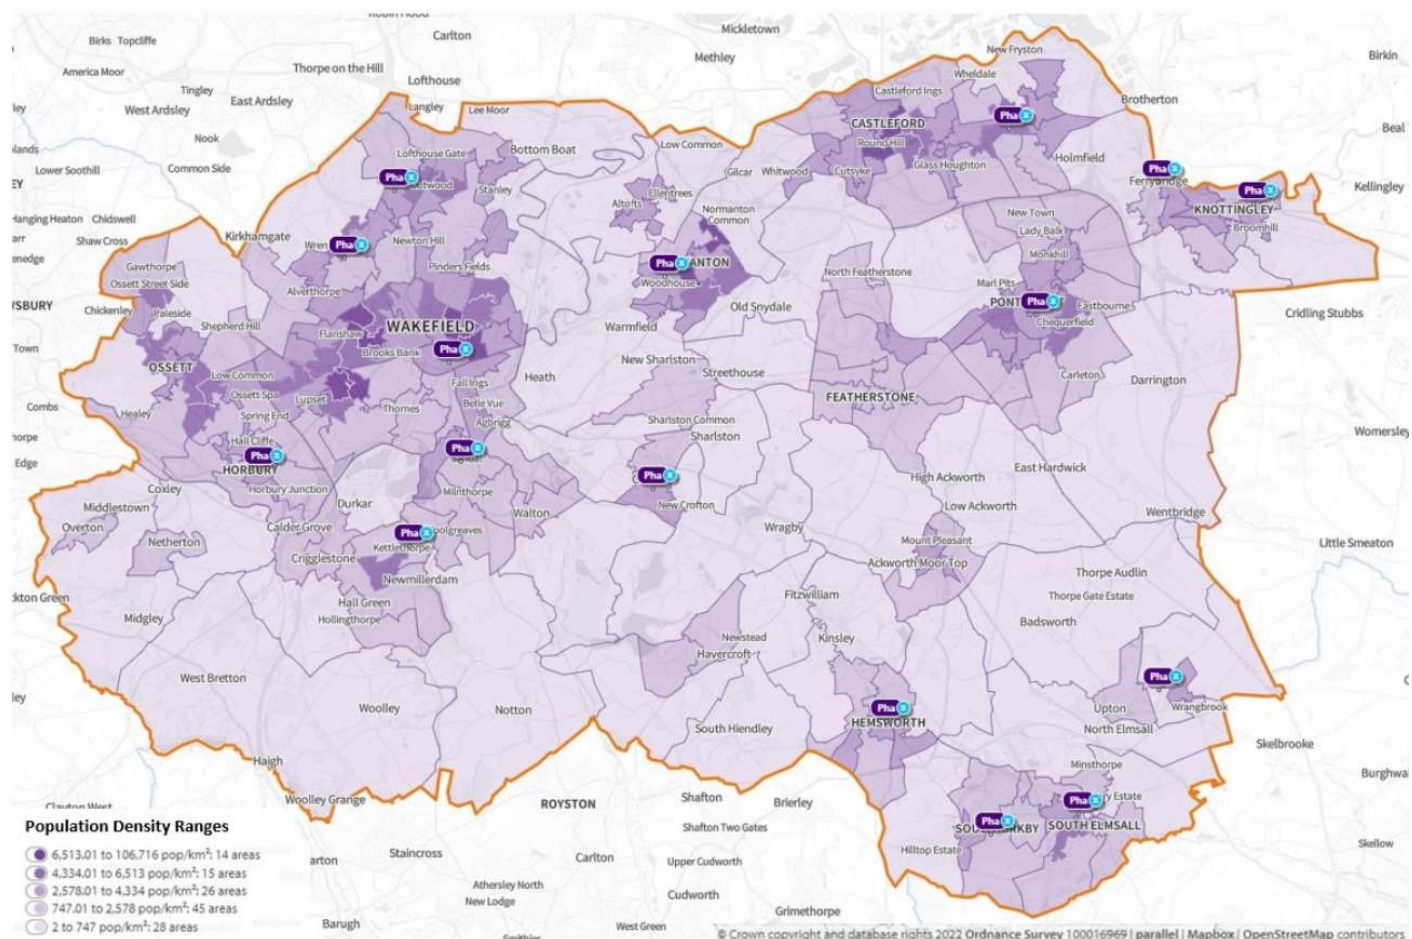 Mickletown
Carlton
Birks Topcliffe
Methley
New Fryston
Birkin
America Moor
Thorpe on the Hill
Wheldale
Lofthouse
Tingley
Castleford Ings
West Ardsley
East Ardsley
Langley
Lee Moor
Brotherton
CASTLEFORD
Beal
Nook
Round Hill
Low Common
Bottom Boat
Lofthouse Gate
Holmfield
Lower Soothill
Common Side
Gilcar
Whitwood
Cutsyke
Glass Houghton
Pha
Kellingley
Stanley
Ellentrees
Altofts
KNOTTINGLEY
Hanging Heaton
Chidswell
Normanton
Common
New Town
Broomhill
Shaw Cross
Kirkhamgate
Newton Hill
Lady Balk
Monkhill
Gawthorpe
Pinders Fields
North Featherstone
Ossett Street Side
Alverthorpe
Woodhouse
Marl Pits
Chickenley
Paleside
Old Snydale
Eastbourne
Cridling Stubbs
Shepherd Hill
Flanshaw
WAKEFIELD
Warmfield
Chequerfield
Town
Brooks Bank
New Sharlston
OSSETT
Low Common
Heath
Streethouse
Carleton
Darrington
Fall Ings
Ossett Spa
Lupset
FEATHERSTONE
Combs
Healey
Spring End
Thornes
Belle Vue
Agbrigg
Sharlston Common
Womersley
Hall Cliffe
Sharlston
Edge
HORBURY
East Hardwick
Coxley
Horbury Junction
Milnthorpe
High Ackworth
Durkar
New Crofton
Low Ackworth
Middlestown
Walton
Wentbridge
Overton
Calder Grove
Wragby
Netherton
Mount Pleasant
Little Smeaton
Crigglestone
Kettlethorpe
Ackworth Moor Top
Newmillerdam
Thorpe Audlin
Fitzwilliam
Thorpe Gate Estate
Hall Green
Midgley
Hollingthorpe
Badsworth
Newstead
Kinsley
Havercroft
West Bretton
Woolley
Notton
Upton
Wrangbrook
HEMSWORTH
South Hiendley
North Elmsall
Skelbrooke
Haigh
Minsthorpe
Woolley Grange
ROYSTON
Shafton
Brierley
Shafton Two Gates
SOUTH ELMSALL
Skellow
Hilltop Estate
Staincross
Carlton
Upper Cudworth
Athersley North
New Lodge
Cudworth
Grimethorpe
Barugh
West Green
Population Density Ranges
6,513.01 to 106,716 pop/km²: 14 areas
4,334.01 to 6,513 pop/km²: 15 areas
2,578.01 to 4,334 pop/km²: 26 areas
747.01 to 2,578 pop/km²: 45 areas
2 to 747 pop/km²: 28 areas
© Crown copyright and database rights 2022 Ordnance Survey 100016969 | parallel | Mapbox | OpenStreetMap contributors